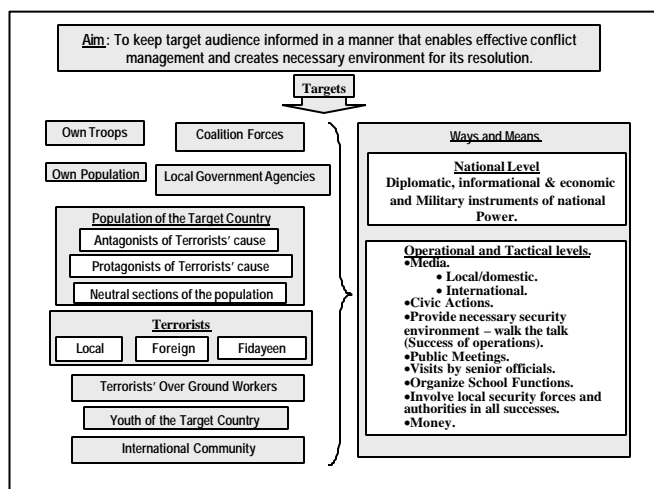 Aim: To keep target audience informed in a manner that enables effective conflict
management and creates necessary environment for its resolution.
Targets
Own Troops
Coalition Forces
Own Population
Local Government Agencies
Population of the Target Country
Antagonists of Terrorists' cause
Protagonists of Terrorists' cause
Neutral sections of the population
Terrorists
Local
Foreign
Fidayeen
Terrorists' Over Ground Workers
Youth of the Target Country
International Community
Ways and Means
National Level
Diplomatic, informational & economic
and Military instruments of national
Power.
Operational and Tactical levels.
•Media.
• Local/domestic.
• International.
•Civic Actions.
•Provide necessary security
environment – walk the talk
(Success of operations).
•Public Meetings.
•Visits by senior officials.
•Organize School Functions.
•Involve local security forces and
authorities in all successes.
•Money.